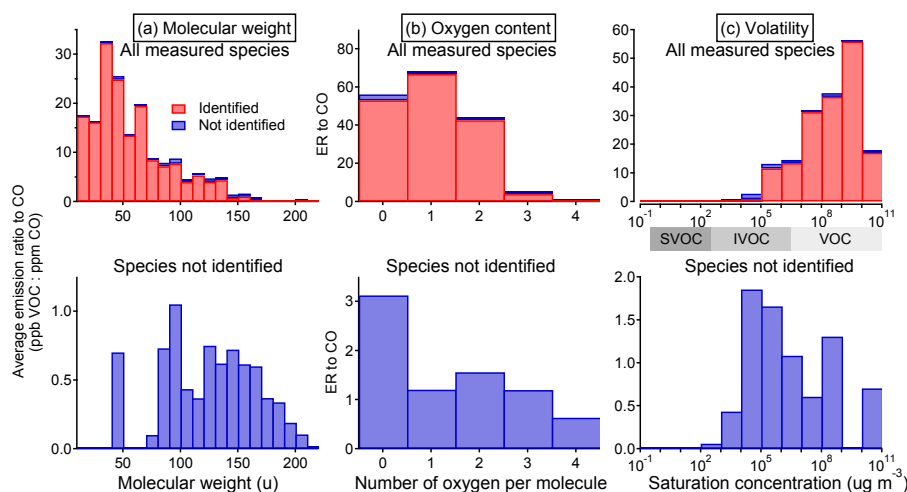 (a) Molecular weight
All measured species
30
20
10
0
50
100
150
200
Identified
Not identified
(b) Oxygen content
80
60
40
20
0
ER to CO
0
1
2
3
4
(c) Volatility
All measured species
60
50
40
30
20
10
0
10-1
102
105
108
1011
SVOC
IVOC
VOC
Average emission ratio to CO
(ppb VOC : ppm CO)
Species not identified
1.0
0.5
0.0
50
100
150
200
Molecular weight (u)
Species not identified
3
2
1
0
ER to CO
0
1
2
3
4
Number of oxygen per molecule
Species not identified
2.0
1.5
1.0
0.5
0.0
10-1
102
105
108
1011
Saturation concentration (ug m-3)